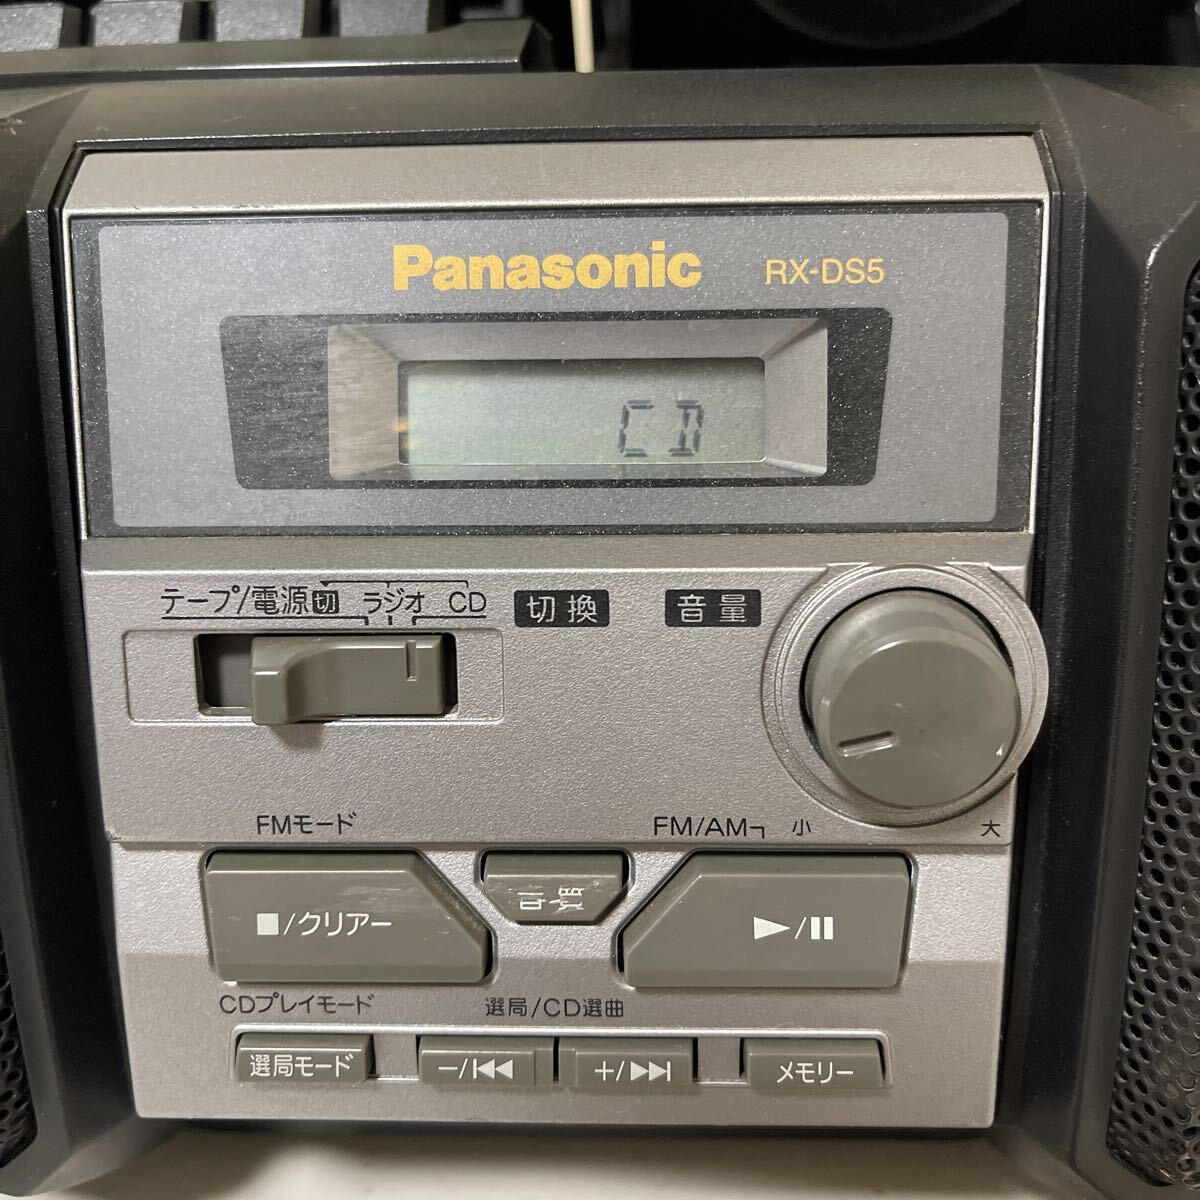 Panasonic RX-DS5
CD
テープ/電源切 ラジオ CD 切換 音量
FMモード FM/AM 小 大
■/クリアー 音質 ▶/❚❚
CDプレイモード 選局/CD選曲
選局モード −/⏮ +/⏭ メモリー